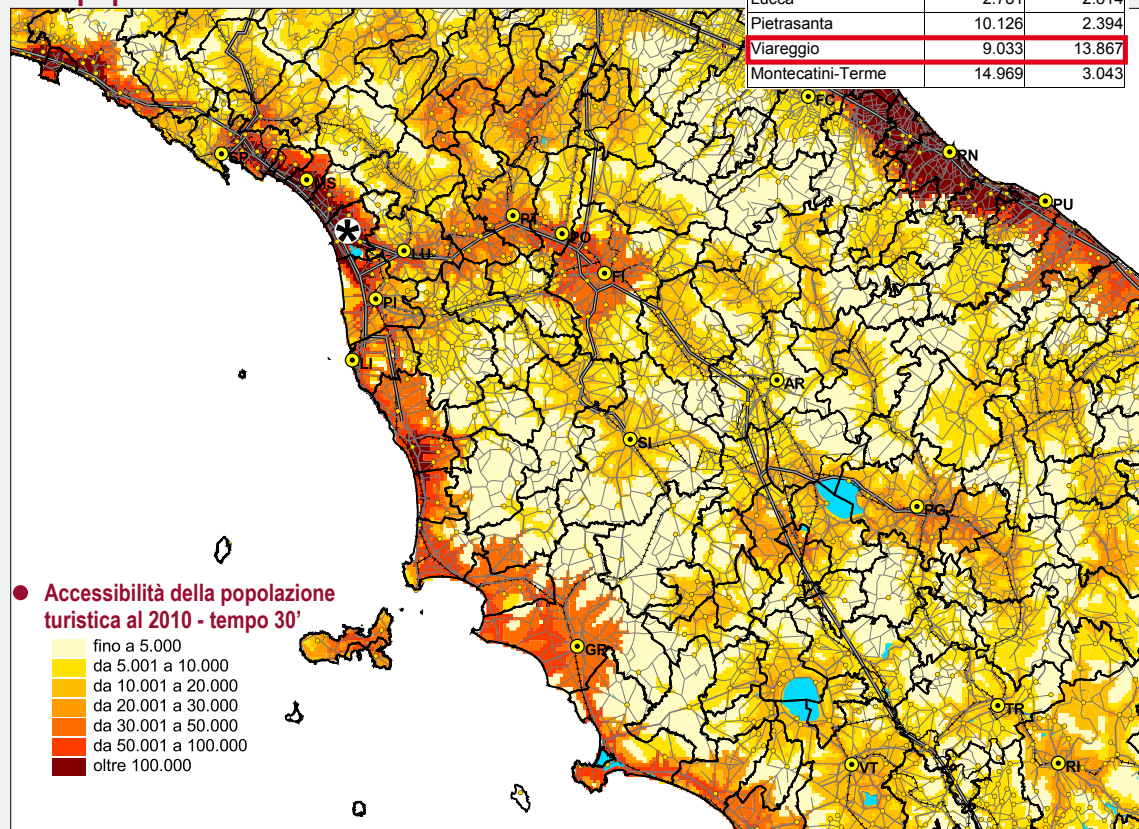 Pietrasanta 10.126 2.394
Viareggio 9.033 13.867
Montecatini-Terme 14.969 3.043
FC
RN
PU
SP
MS
PT
LU
FI
PI
LI
AR
SI
PG
● Accessibilità della popolazione
turistica al 2010 - tempo 30'
fino a 5.000
da 5.001 a 10.000
da 10.001 a 20.000
da 20.001 a 30.000
da 30.001 a 50.000
da 50.001 a 100.000
oltre 100.000
GR
TR
VT
RI